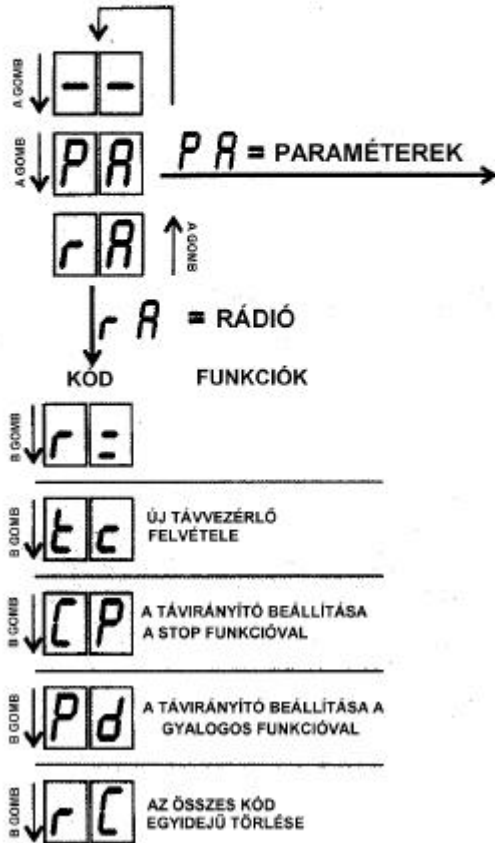 A GOMB
--
A GOMB
PA
PA = PARAMÉTEREK
rA
A GOMB
rA = RÁDIÓ
KÓD FUNKCIÓK
B GOMB
r=
B GOMB
tc
ÚJ TÁVVEZÉRLŐ
FELVÉTELE
B GOMB
CP
A TÁVIRÁNYÍTÓ BEÁLLÍTÁSA
A STOP FUNKCIÓVAL
B GOMB
Pd
A TÁVIRÁNYÍTÓ BEÁLLÍTÁSA A
GYALOGOS FUNKCIÓVAL
B GOMB
rC
AZ ÖSSZES KÓD
EGYIDEJŰ TÖRLÉSE